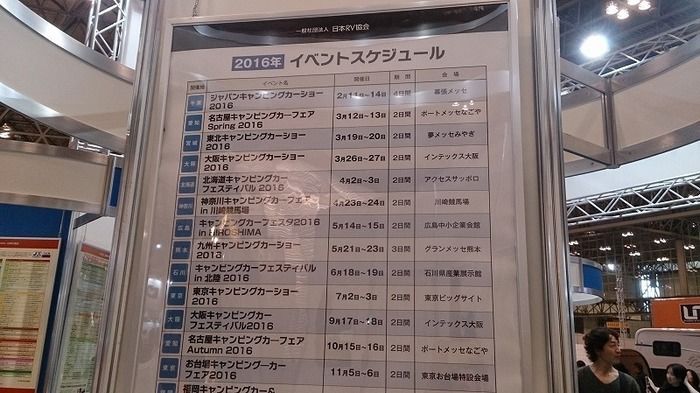 一般社団法人 日本RV協会
2016年 イベントスケジュール
開催地 イベント名 開催日 期間 会場
千葉 ジャパンキャンピングカーショー 2016 2月11日~14日 4日間 幕張メッセ
愛知 名古屋キャンピングカーフェア Spring 2016 3月12日~13日 2日間 ポートメッセなごや
宮城 東北キャンピングカーショー 2016 3月19日~20日 2日間 夢メッセみやぎ
大阪 大阪キャンピングカーショー 2016 3月26日~27日 2日間 インテックス大阪
北海道 北海道キャンピングカー フェスティバル 2016 4月2日~3日 2日間 アクセスサッポロ
神奈川 神奈川キャンピングカーフェア in 川崎競馬場 4月23日~24日 2日間 川崎競馬場
広島 キャンピングカーフェスタ2016 in HIROSHIMA 5月14日~15日 2日間 広島中小企業会館
熊本 九州キャンピングカーショー 5月21日~23日 3日間 グランメッセ熊本
石川 キャンピングカーフェスティバル in 北陸 2016 6月18日~19日 2日間 石川県産業展示館
東京 東京キャンピングカーショー 2016 7月2日~3日 2日間 東京ビッグサイト
大阪 大阪キャンピングカー フェスティバル2016 9月17日~18日 2日間 インテックス大阪
愛知 名古屋キャンピングカーフェア Autumn 2016 10月15日~16日 2日間 ポートメッセなごや
東京 お台場キャンピングカー フェア2016 11月5日~6日 2日間 東京お台場特設会場
福岡キャンピングカー&